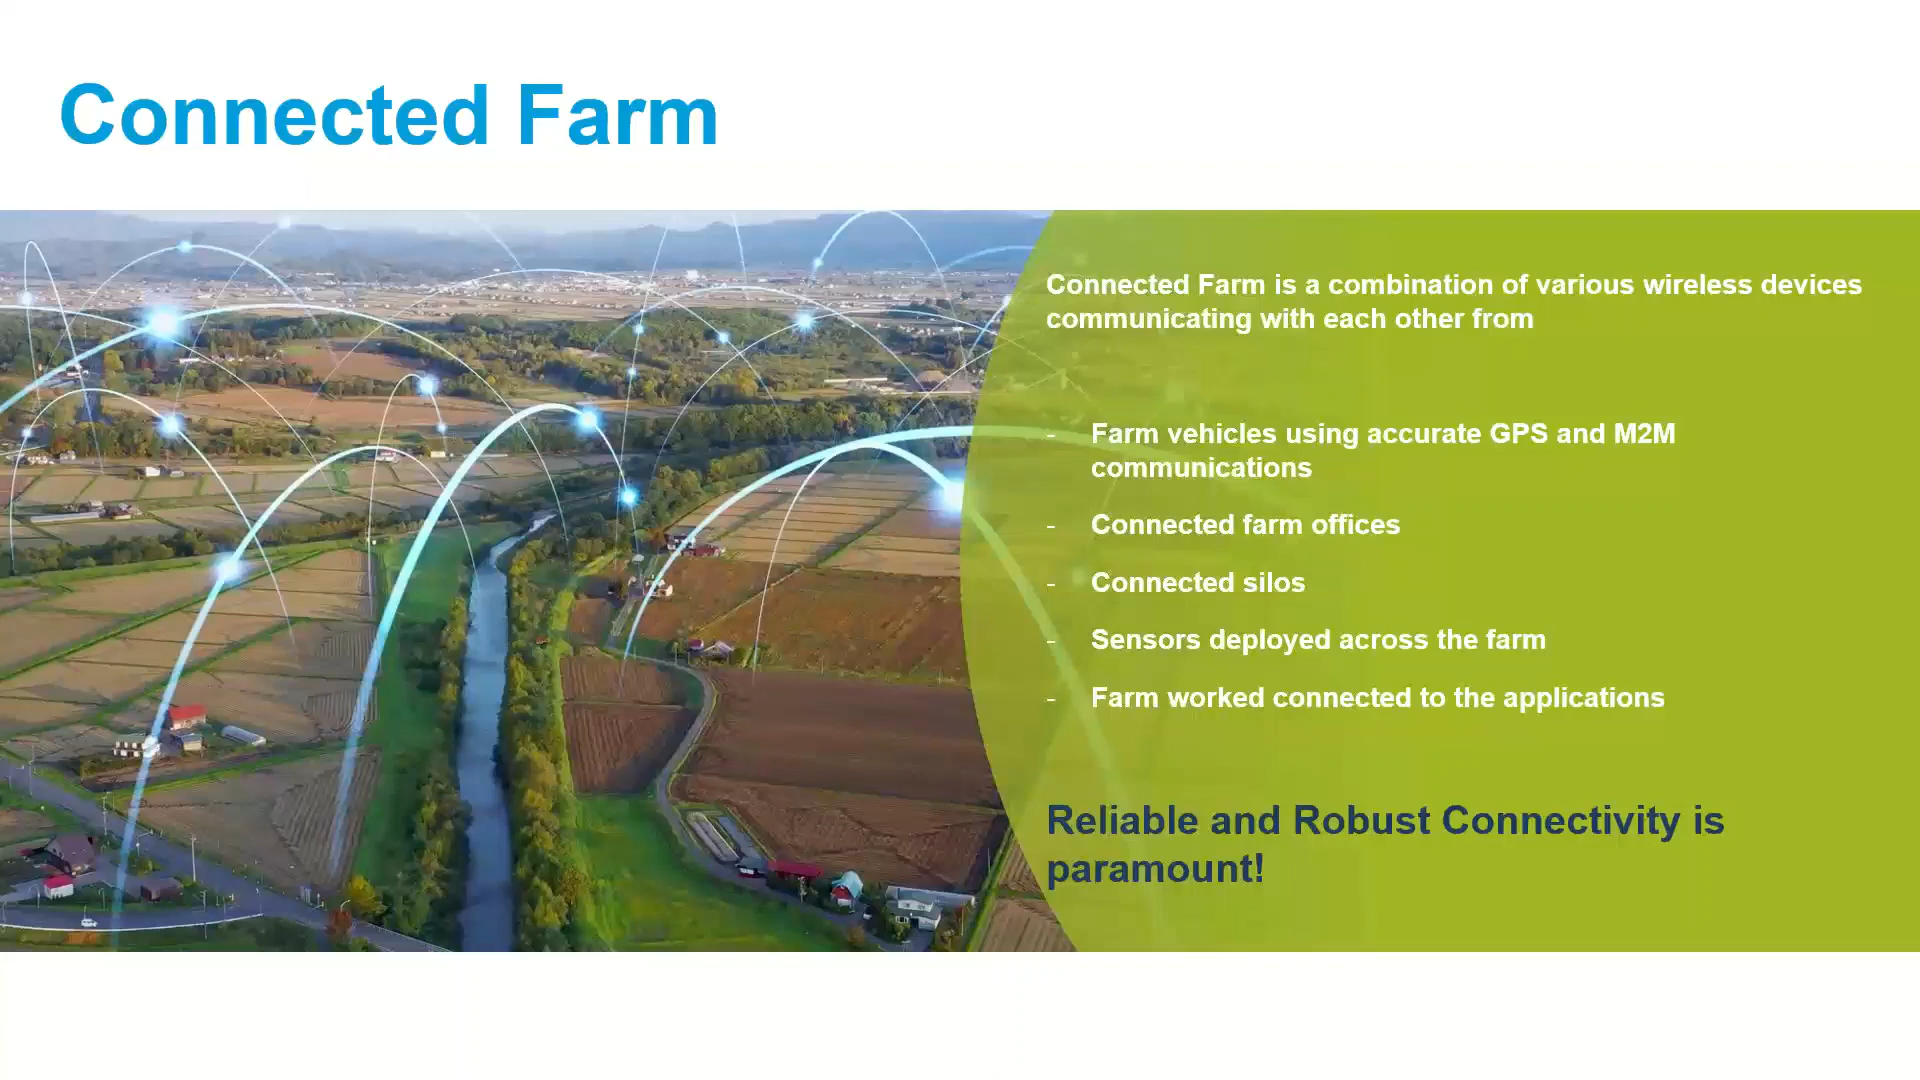 Connected Farm
Connected Farm is a combination of various wireless devices
communicating with each other from
- Farm vehicles using accurate GPS and M2M
communications
- Connected farm offices
- Connected silos
- Sensors deployed across the farm
- Farm worked connected to the applications
Reliable and Robust Connectivity is
paramount!